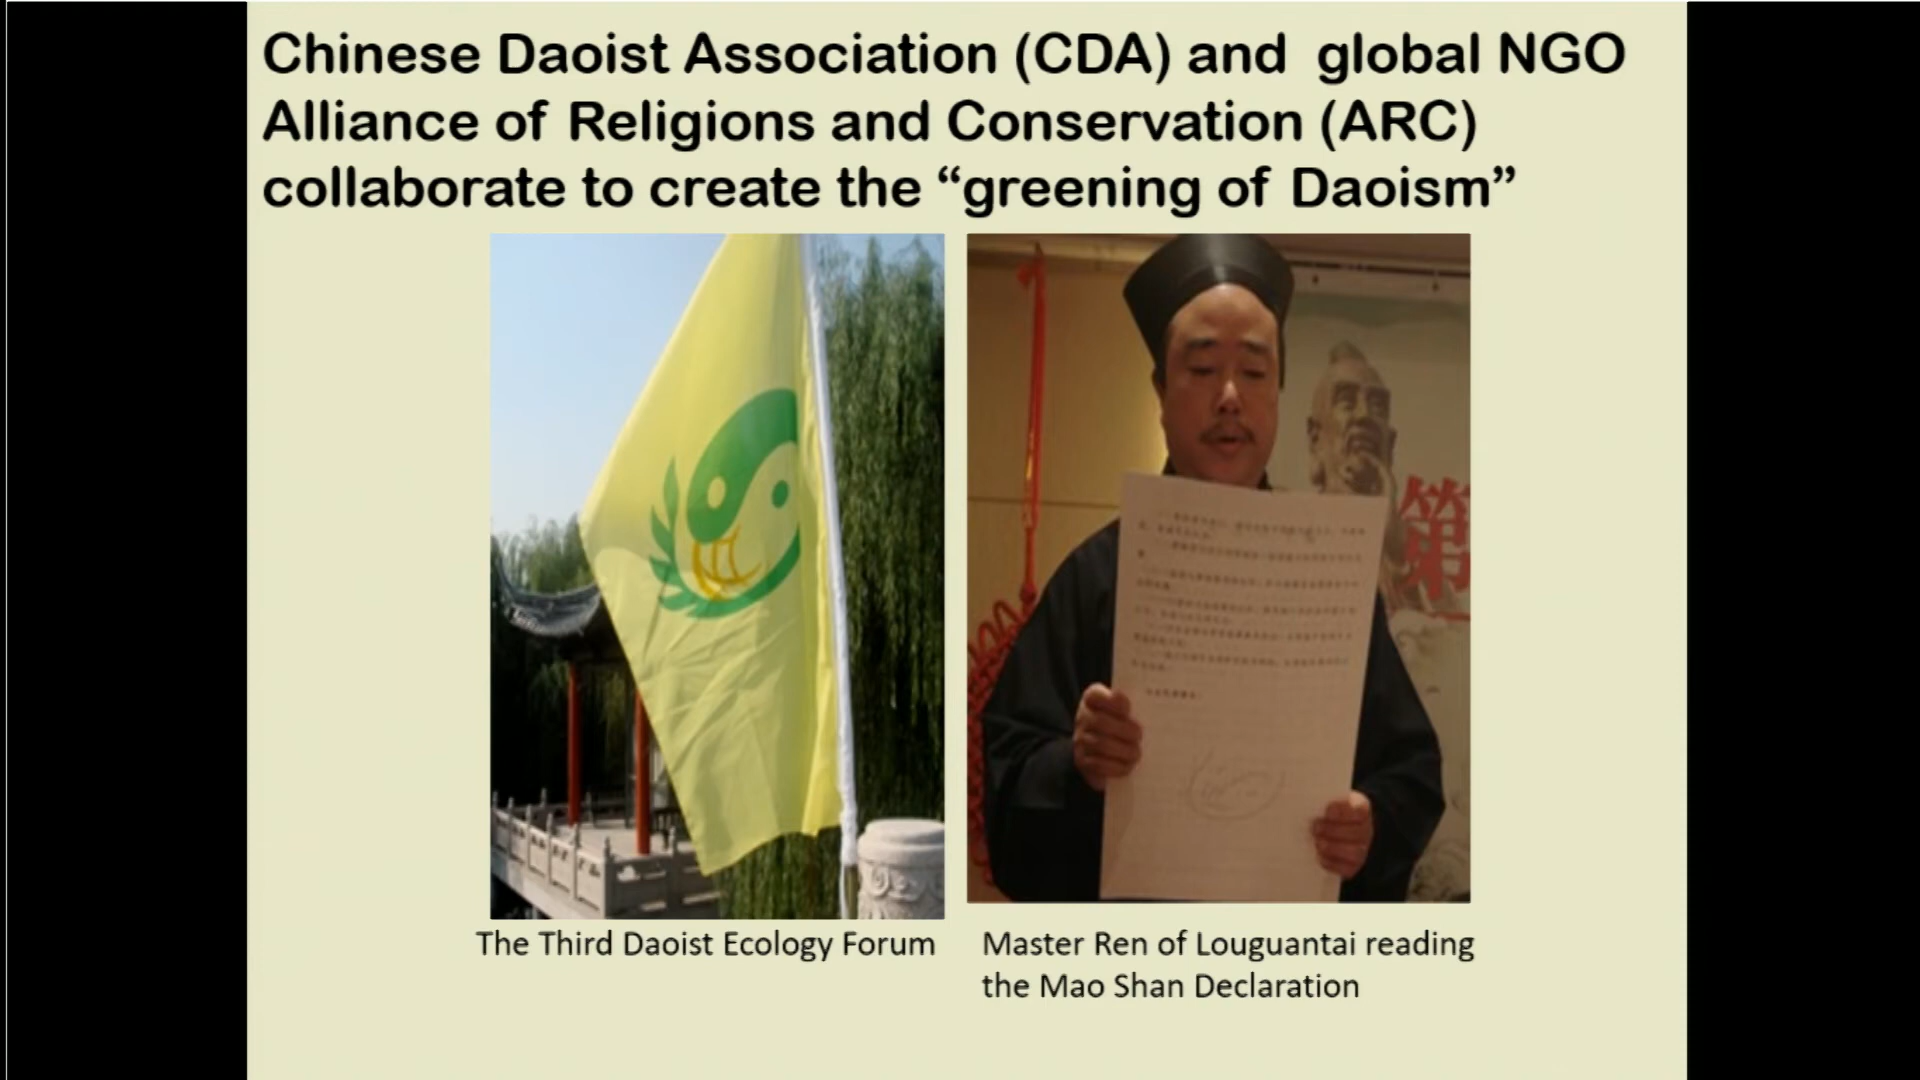 Chinese Daoist Association (CDA) and global NGO
Alliance of Religions and Conservation (ARC)
collaborate to create the “greening of Daoism”
第
The Third Daoist Ecology Forum
Master Ren of Louguantai reading
the Mao Shan Declaration